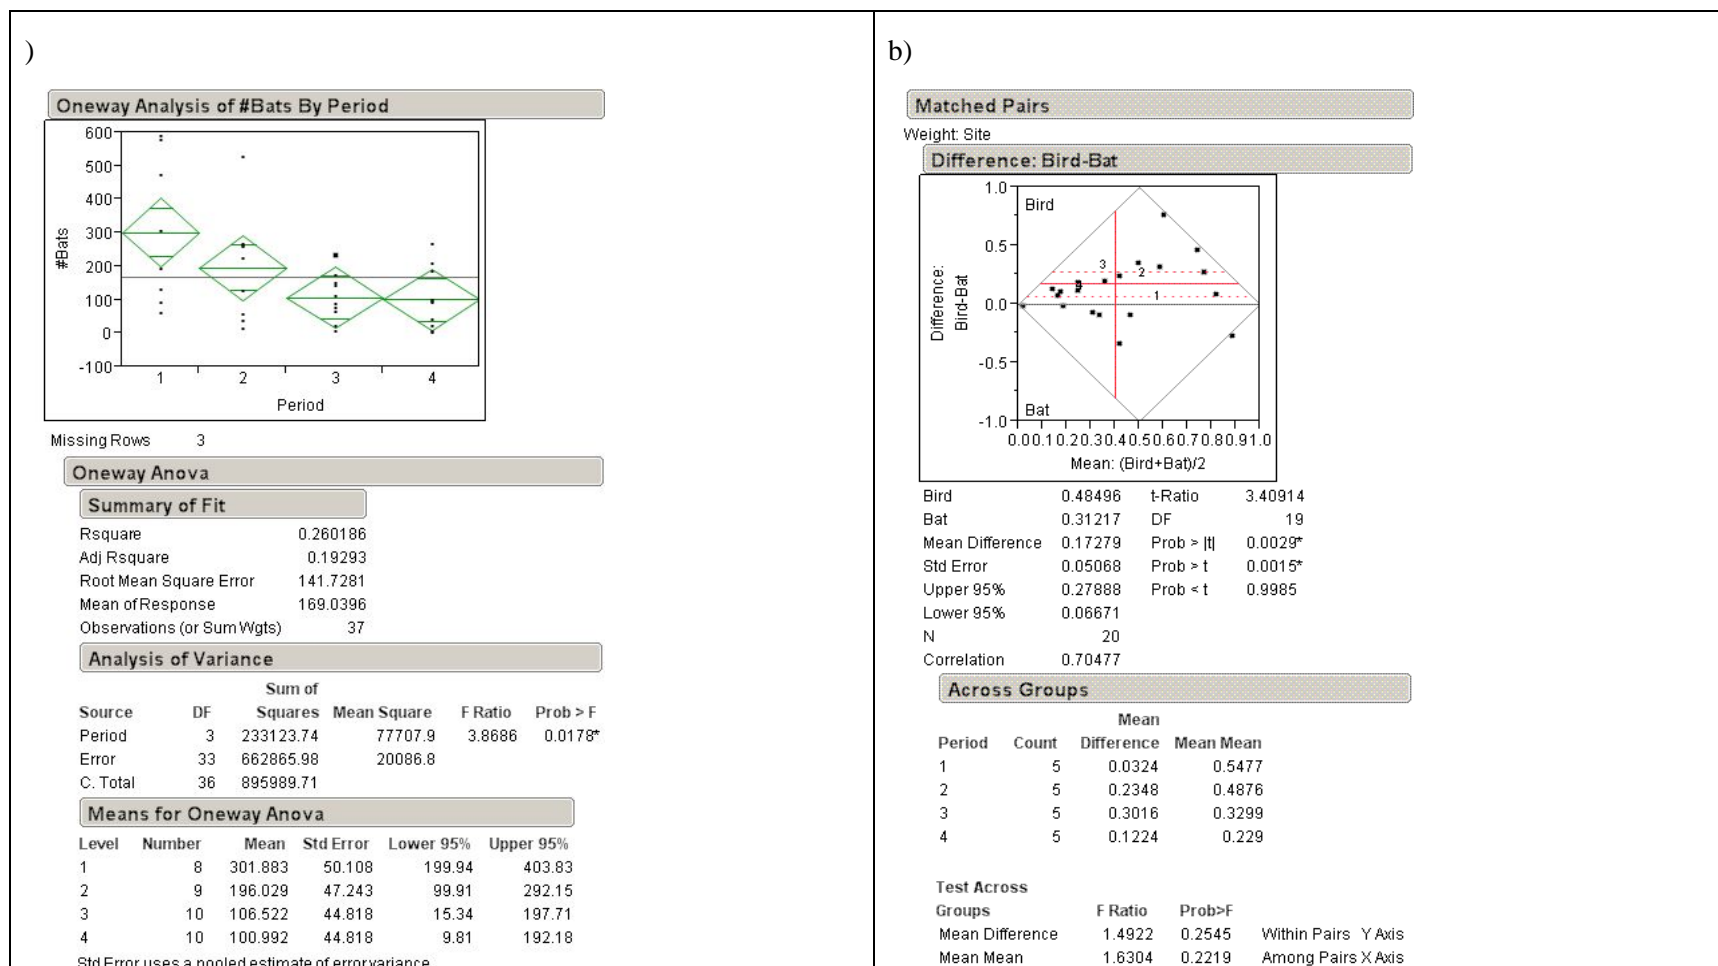 )
Oneway Analysis of #Bats By Period
600
500
400
300
200
100
0
-100
#Bats
1 2 3 4
Period
Missing Rows 3
Oneway Anova
Summary of Fit
Rsquare 0.260186
Adj Rsquare 0.19293
Root Mean Square Error 141.7281
Mean of Response 169.0396
Observations (or Sum Wgts) 37
Analysis of Variance
Sum of
Source DF Squares Mean Square F Ratio Prob > F
Period 3 233123.74 77707.9 3.8686 0.0178*
Error 33 662865.98 20086.8
C. Total 36 895989.71
Means for Oneway Anova
Level Number Mean Std Error Lower 95% Upper 95%
1 8 301.883 50.108 199.94 403.83
2 9 196.029 47.243 99.91 292.15
3 10 106.522 44.818 15.34 197.71
4 10 100.992 44.818 9.81 192.18
Std Error uses a pooled estimate of error variance
b)
Matched Pairs
Weight: Site
Difference: Bird-Bat
1.0
0.5
0.0
-0.5
-1.0
Difference:
Bird-Bat
Bird
3
2
1
Bat
0.0 0.1 0.2 0.3 0.4 0.5 0.6 0.7 0.8 0.9 1.0
Mean: (Bird+Bat)/2
Bird 0.48496 t-Ratio 3.40914
Bat 0.31217 DF 19
Mean Difference 0.17279 Prob > |t| 0.0029*
Std Error 0.05068 Prob > t 0.0015*
Upper 95% 0.27888 Prob < t 0.9985
Lower 95% 0.06671
N 20
Correlation 0.70477
Across Groups
Mean
Period Count Difference Mean Mean
1 5 0.0324 0.5477
2 5 0.2348 0.4876
3 5 0.3016 0.3299
4 5 0.1224 0.229
Test Across
Groups F Ratio Prob>F
Mean Difference 1.4922 0.2545 Within Pairs Y Axis
Mean Mean 1.6304 0.2219 Among Pairs X Axis